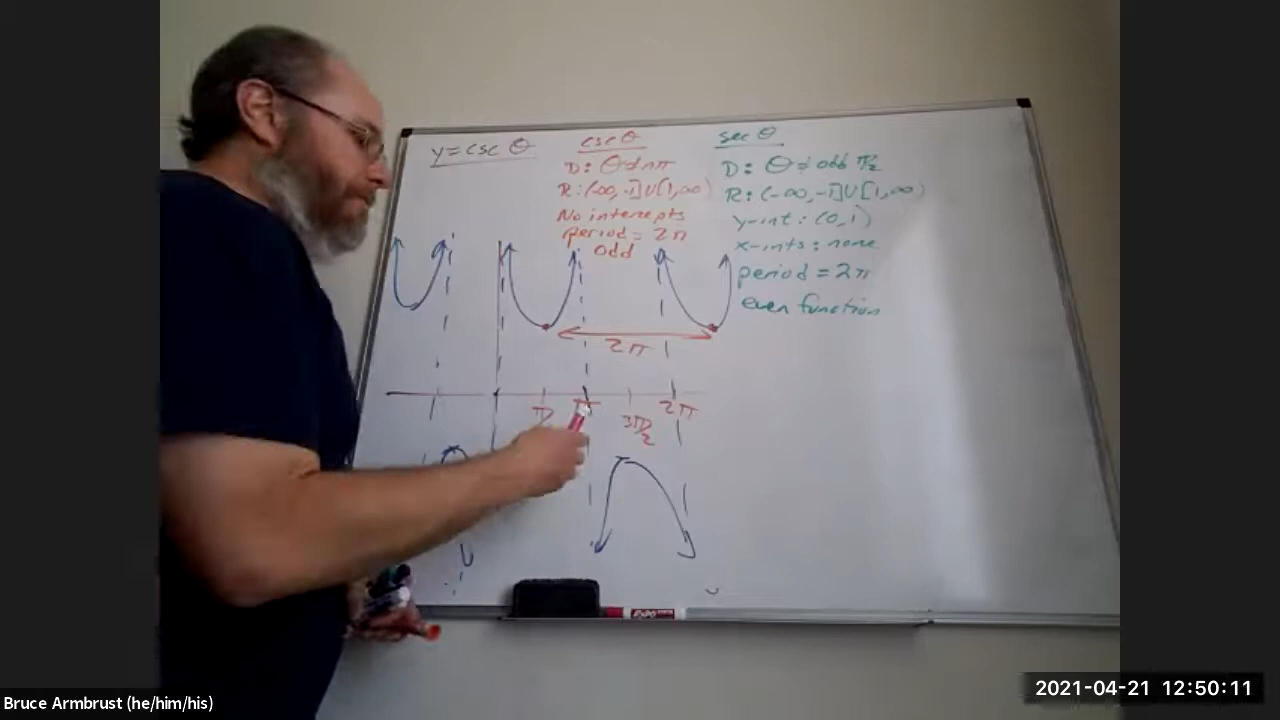 y = csc θ
csc θ
D: θ ≠ nπ
R: (-∞, -1] ∪ [1, ∞)
No intercepts
period = 2π
odd
sec θ
D: θ ≠ odd π/2
R: (-∞, -1] ∪ [1, ∞)
y-int: (0, 1)
x-ints: none
period = 2π
even function
2π
π/2
π
3π/2
2π
EXPO
Bruce Armbrust (he/him/his)
2021-04-21 12:50:11